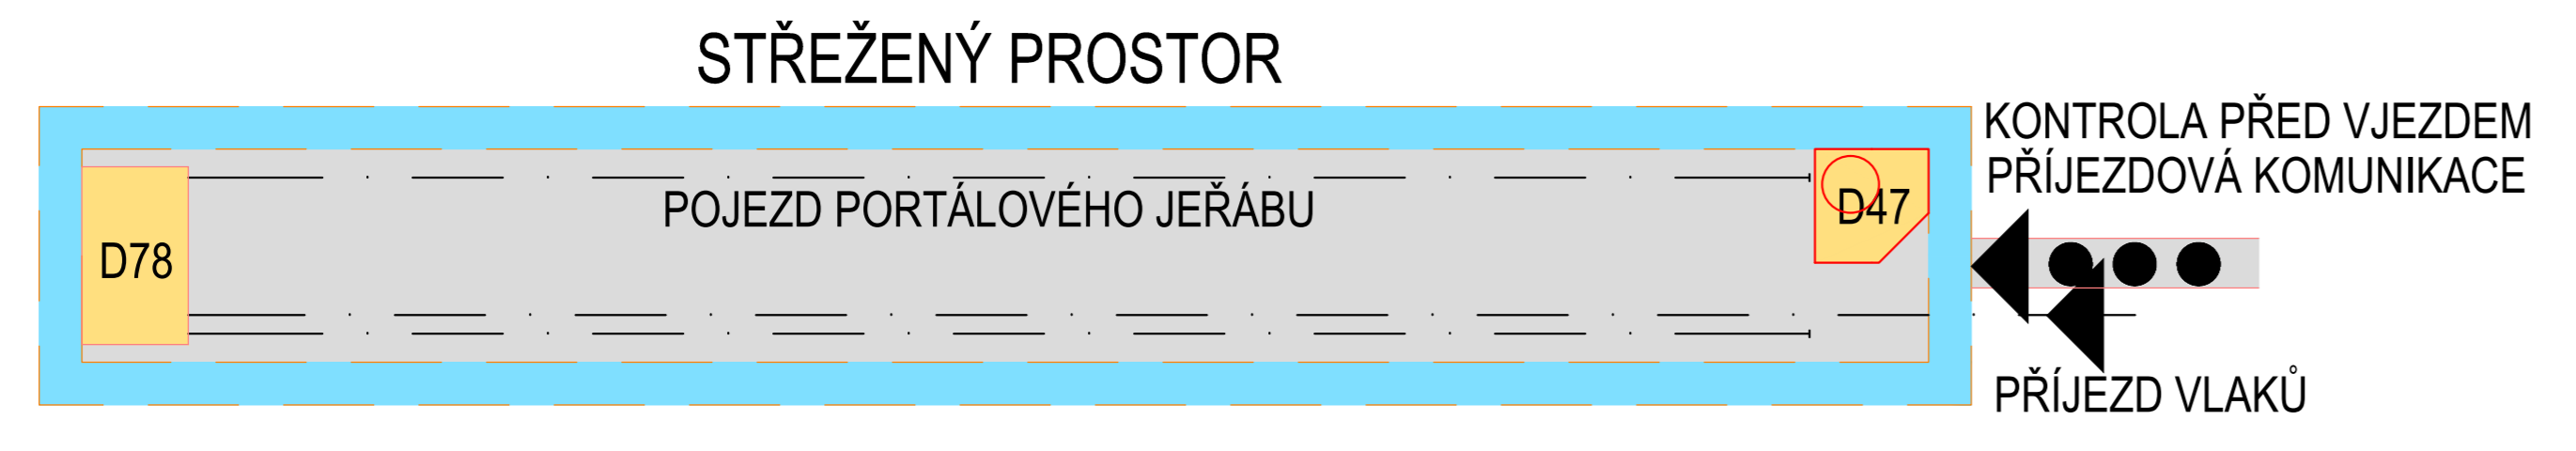 STŘEŽENÝ PROSTOR
KONTROLA PŘED VJEZDEM
PŘÍJEZDOVÁ KOMUNIKACE
POJEZD PORTÁLOVÉHO JEŘÁBU
D47
D78
PŘÍJEZD VLAKŮ